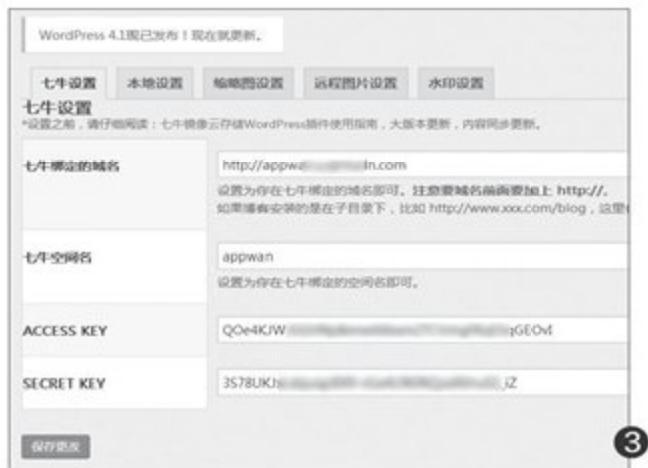 WordPress 4.1现已发布！现在就更新。
七牛设置 本地设置 缩略图设置 远程图片设置 水印设置
七牛设置
*设置之前，请仔细阅读：七牛镜像云存储WordPress插件使用指南，大版本更新，内容同步更新。
七牛绑定的域名 http://appwa in.com
设置为你在七牛绑定的域名即可。注意要域名前面要加上 http://。
如果博客安装的是在子目录下，比如 http://www.xxx.com/blog，这里
七牛空间名 appwan
设置为你在七牛绑定的空间名即可。
ACCESS KEY
SECRET KEY
保存更改
3